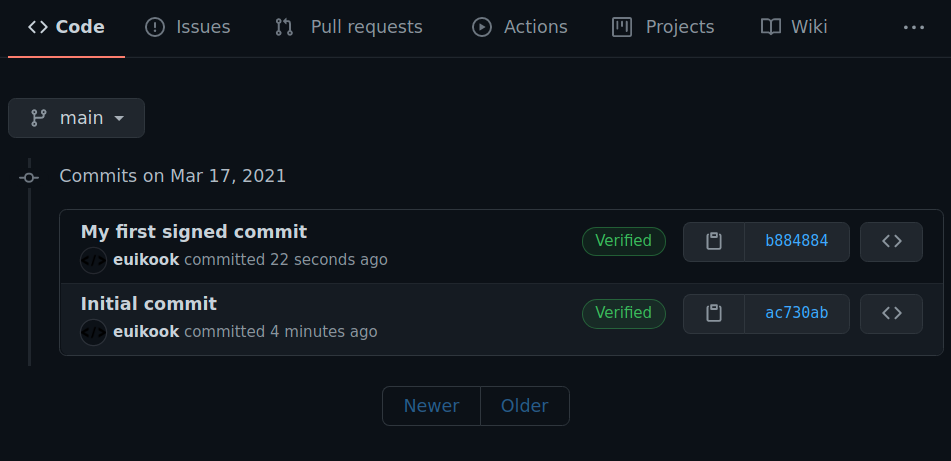 Code Issues Pull requests Actions Projects Wiki
main
Commits on Mar 17, 2021
My first signed commit
euikook committed 22 seconds ago
Verified
b884884
Initial commit
euikook committed 4 minutes ago
Verified
ac730ab
Newer Older